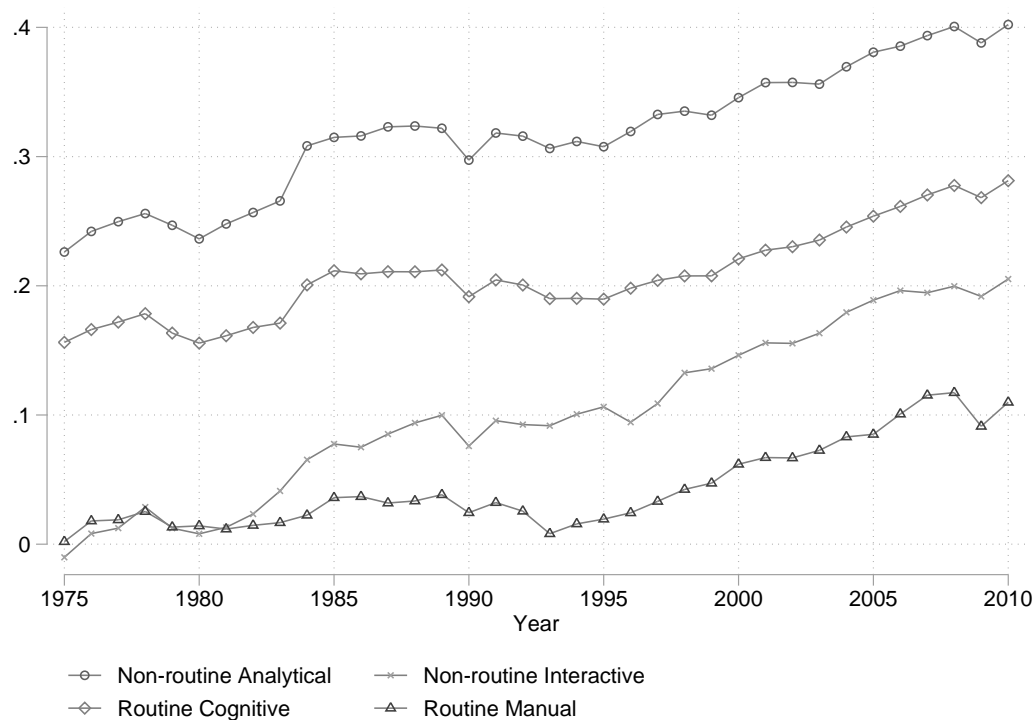 .4
.3
.2
.1
0
1975 1980 1985 1990 1995 2000 2005 2010
Year
Non-routine Analytical Non-routine Interactive
Routine Cognitive Routine Manual